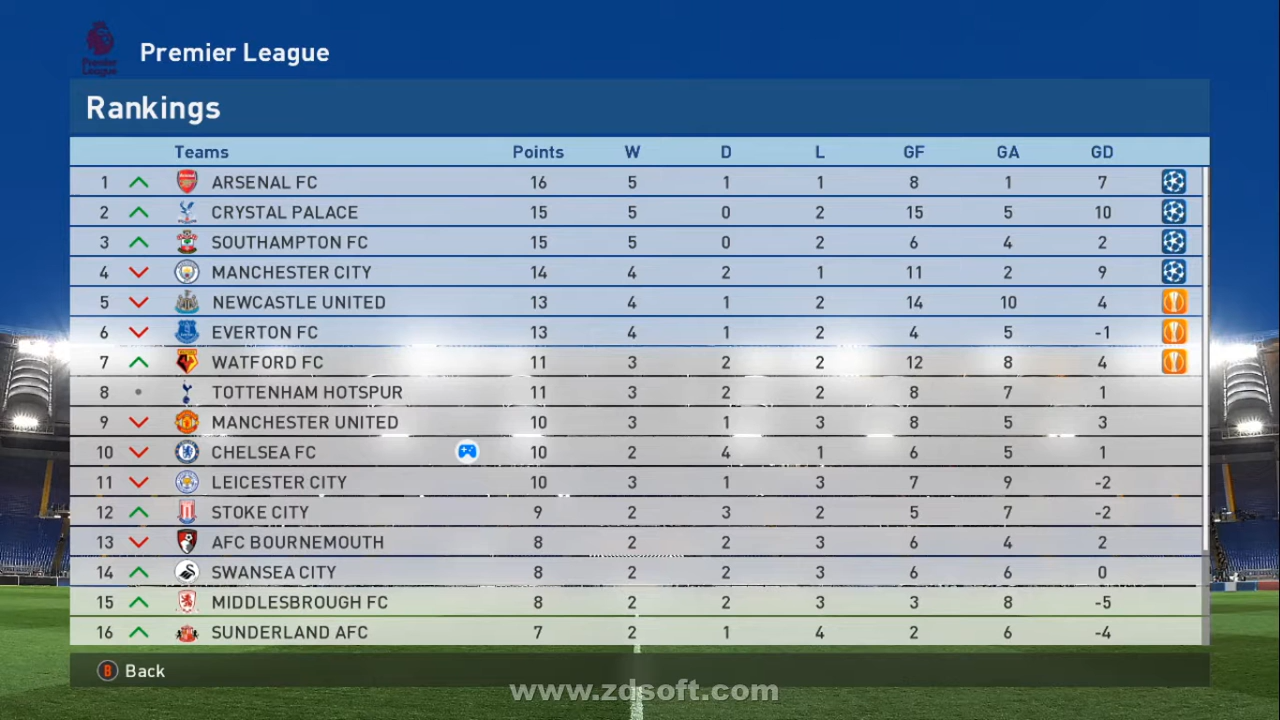 Premier League
Premier League
Rankings
Teams Points W D L GF GA GD
1 ARSENAL FC 16 5 1 1 8 1 7
2 CRYSTAL PALACE 15 5 0 2 15 5 10
3 SOUTHAMPTON FC 15 5 0 2 6 4 2
4 MANCHESTER CITY 14 4 2 1 11 2 9
5 NEWCASTLE UNITED 13 4 1 2 14 10 4
6 EVERTON FC 13 4 1 2 4 5 -1
7 WATFORD FC 11 3 2 2 12 8 4
8 TOTTENHAM HOTSPUR 11 3 2 2 8 7 1
9 MANCHESTER UNITED 10 3 1 3 8 5 3
10 CHELSEA FC 10 2 4 1 6 5 1
11 LEICESTER CITY 10 3 1 3 7 9 -2
12 STOKE CITY 9 2 3 2 5 7 -2
13 AFC BOURNEMOUTH 8 2 2 3 6 4 2
14 SWANSEA CITY 8 2 2 3 6 6 0
15 MIDDLESBROUGH FC 8 2 2 3 3 8 -5
16 SUNDERLAND AFC 7 2 1 4 2 6 -4
B Back
www.zdsoft.com